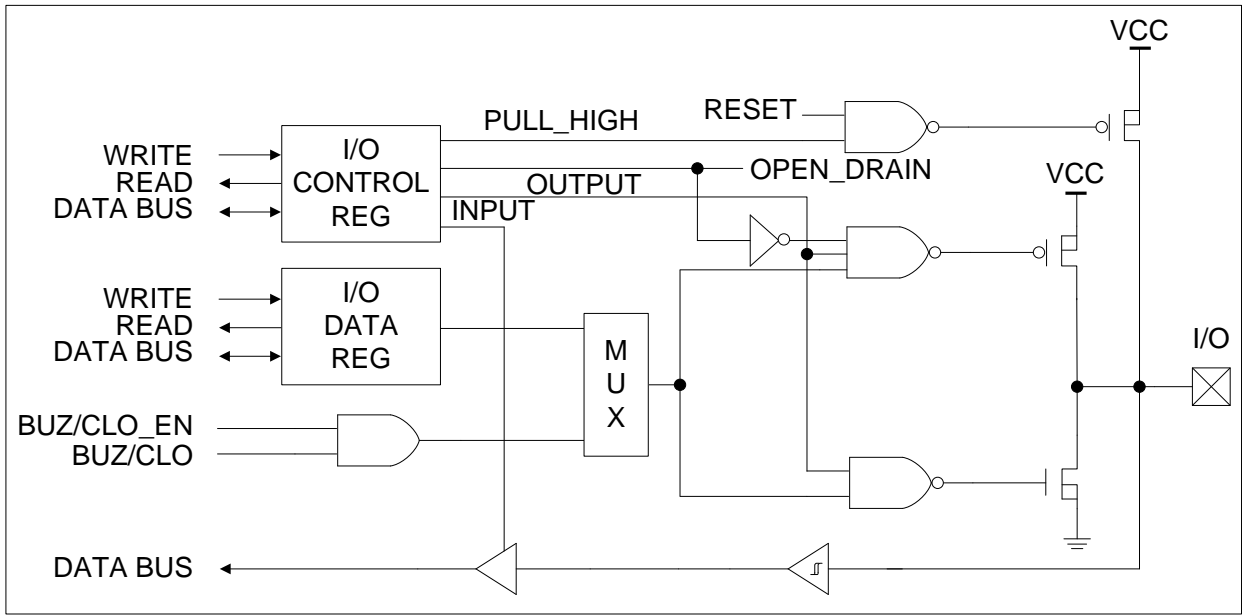 VCC
RESET
PULL_HIGH
WRITE
READ
DATA BUS
I/O
CONTROL
REG
OPEN_DRAIN
OUTPUT
INPUT
VCC
WRITE
READ
DATA BUS
I/O
DATA
REG
M
U
X
I/O
BUZ/CLO_EN
BUZ/CLO
DATA BUS